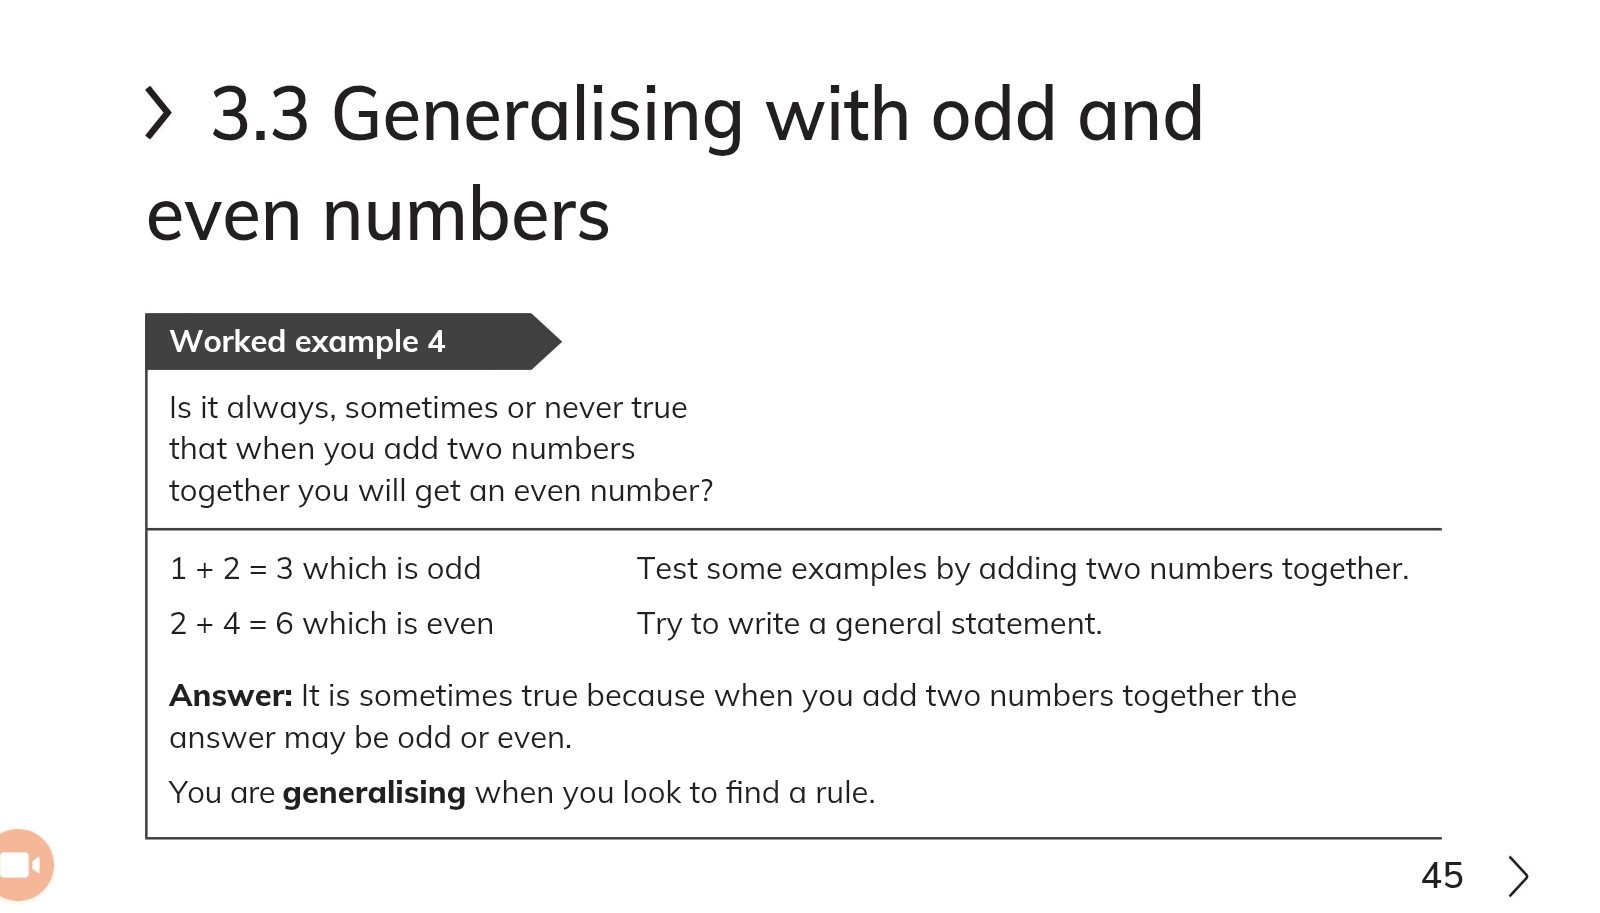 3.3 Generalising with odd and
even numbers
Worked example 4
Is it always, sometimes or never true
that when you add two numbers
together you will get an even number?
1 + 2 = 3 which is odd
Test some examples by adding two numbers together.
2 + 4 = 6 which is even
Try to write a general statement.
Answer: It is sometimes true because when you add two numbers together the
answer may be odd or even.
You are generalising when you look to find a rule.
45